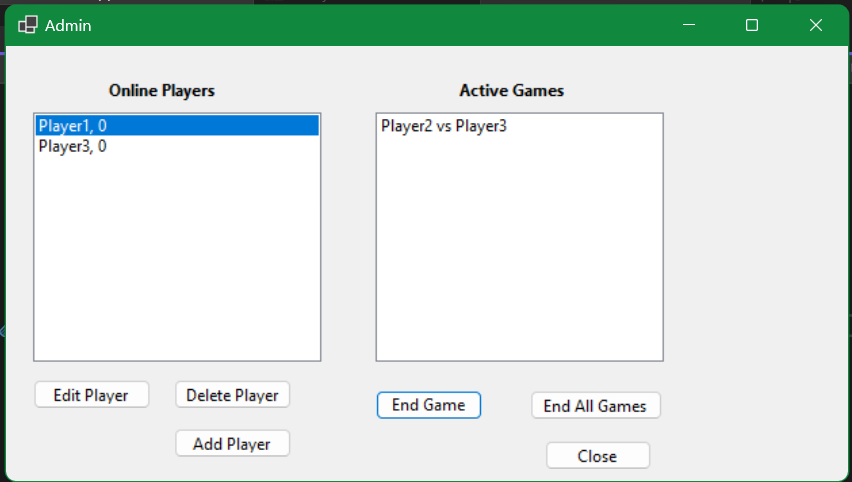 Admin
Online Players
Active Games
Player1, 0
Player3, 0
Player2 vs Player3
Edit Player
Delete Player
Add Player
End Game
End All Games
Close